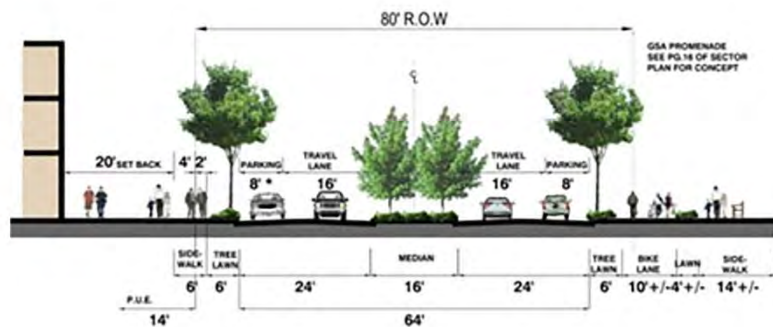 80' R.O.W
GSA PROMENADE
SEE PG.16 OF SECTOR
PLAN FOR CONCEPT
℄
20' SET BACK
4'
2'
PARKING
8' *
TRAVEL
LANE
16'
TRAVEL
LANE
16'
PARKING
8'
SIDE-
WALK
6'
TREE
LAWN
6'
24'
MEDIAN
16'
24'
TREE
LAWN
6'
BIKE
LANE
10'+/-
LAWN
4'+/-
SIDE-
WALK
14'+/-
P.U.E.
14'
64'